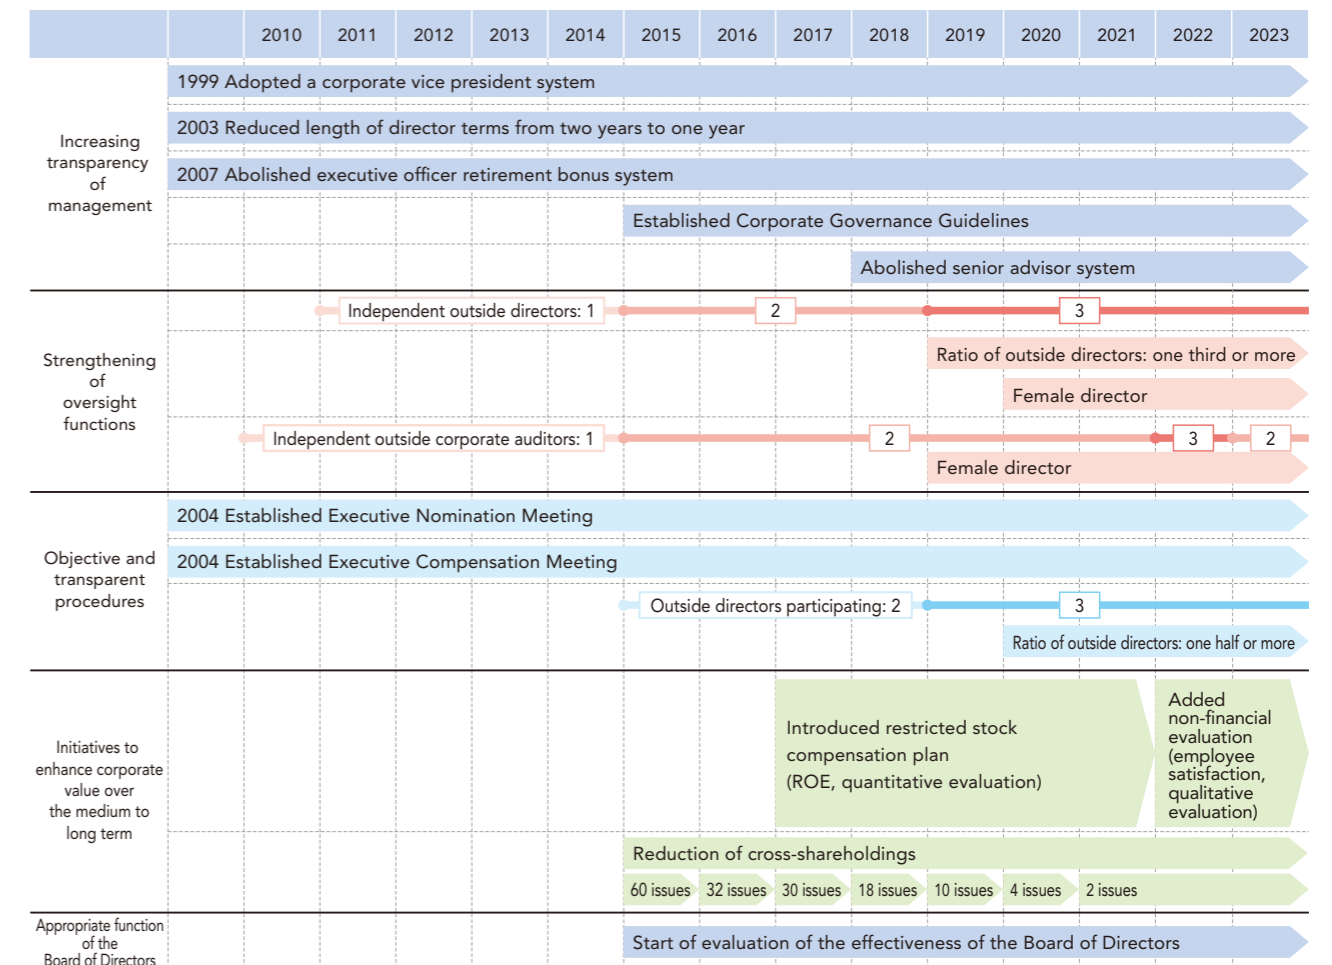 2010 2011 2012 2013 2014 2015 2016 2017 2018 2019 2020 2021 2022 2023
Increasing
transparency
of
management
1999 Adopted a corporate vice president system
2003 Reduced length of director terms from two years to one year
2007 Abolished executive officer retirement bonus system
Established Corporate Governance Guidelines
Abolished senior advisor system
Strengthening
of
oversight
functions
Independent outside directors: 1 2 3
Ratio of outside directors: one third or more
Female director
Independent outside corporate auditors: 1 2 3 2
Female director
Objective and
transparent
procedures
2004 Established Executive Nomination Meeting
2004 Established Executive Compensation Meeting
Outside directors participating: 2 3
Ratio of outside directors: one half or more
Initiatives to
enhance corporate
value over
the medium to
long term
Introduced restricted stock
compensation plan
(ROE, quantitative evaluation)
Added
non-financial
evaluation
(employee
satisfaction,
qualitative
evaluation)
Reduction of cross-shareholdings
60 issues 32 issues 30 issues 18 issues 10 issues 4 issues 2 issues
Appropriate function
of the
Board of Directors
Start of evaluation of the effectiveness of the Board of Directors